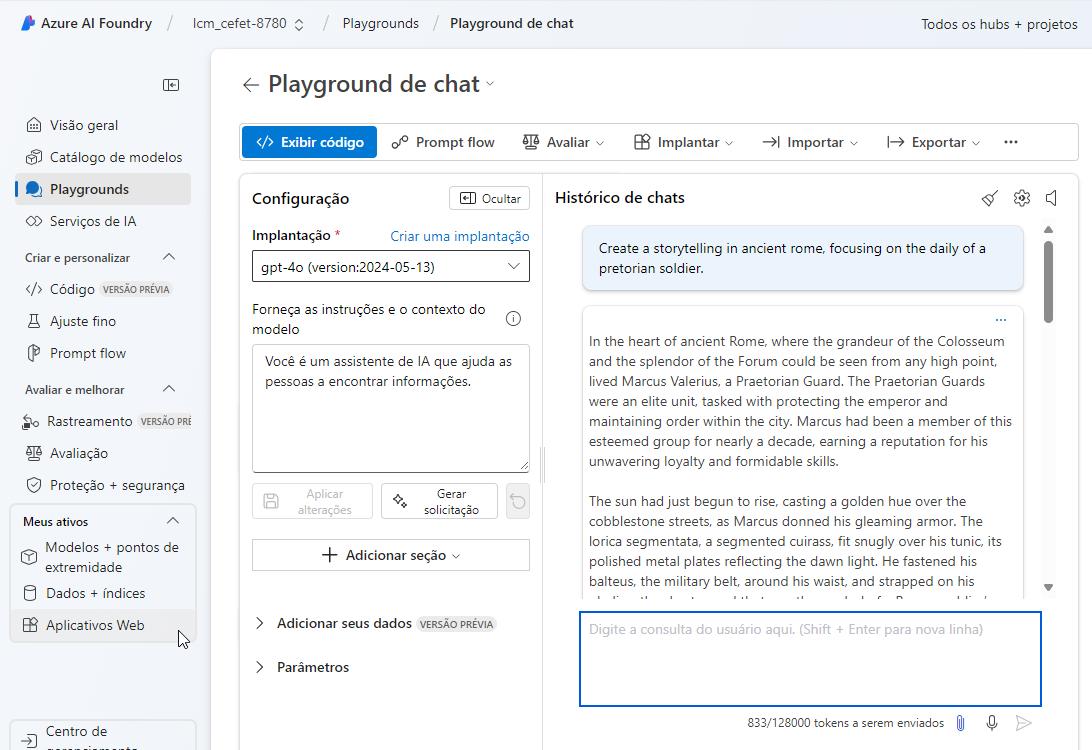 Azure AI Foundry / lcm_cefet-8780 / Playgrounds / Playground de chat
Todos os hubs + projetos
Visão geral
Catálogo de modelos
Playgrounds
Serviços de IA
Criar e personalizar
Código VERSÃO PRÉVIA
Ajuste fino
Prompt flow
Avaliar e melhorar
Rastreamento VERSÃO PRÉ
Avaliação
Proteção + segurança
Meus ativos
Modelos + pontos de
extremidade
Dados + índices
Aplicativos Web
Centro de
Playground de chat
Exibir código
Prompt flow
Avaliar
Implantar
Importar
Exportar
Configuração
Ocultar
Implantação *
Criar uma implantação
gpt-4o (version:2024-05-13)
Forneça as instruções e o contexto do
modelo
Você é um assistente de IA que ajuda as
pessoas a encontrar informações.
Aplicar
alterações
Gerar
solicitação
Adicionar seção
Adicionar seus dados VERSÃO PRÉVIA
Parâmetros
Histórico de chats
Create a storytelling in ancient rome, focusing on the daily of a
pretorian soldier.
In the heart of ancient Rome, where the grandeur of the Colosseum
and the splendor of the Forum could be seen from any high point,
lived Marcus Valerius, a Praetorian Guard. The Praetorian Guards
were an elite unit, tasked with protecting the emperor and
maintaining order within the city. Marcus had been a member of this
esteemed group for nearly a decade, earning a reputation for his
unwavering loyalty and formidable skills.
The sun had just begun to rise, casting a golden hue over the
cobblestone streets, as Marcus donned his gleaming armor. The
lorica segmentata, a segmented cuirass, fit snugly over his tunic, its
polished metal plates reflecting the dawn light. He fastened his
balteus, the military belt, around his waist, and strapped on his
Digite a consulta do usuário aqui. (Shift + Enter para nova linha)
833/128000 tokens a serem enviados